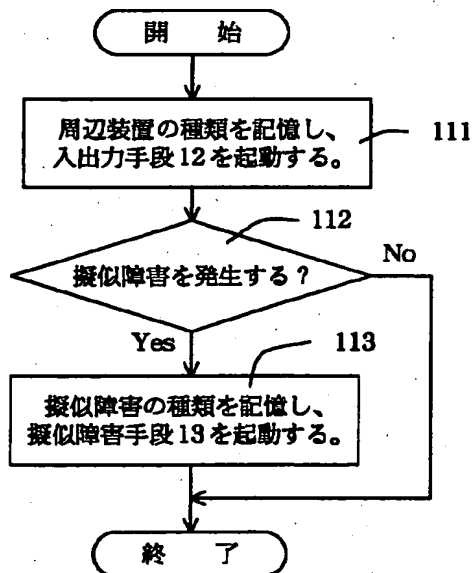 開 始
周辺装置の種類を記憶し、
入出力手段12を起動する。
111
112
擬似障害を発生する？
No
Yes
113
擬似障害の種類を記憶し、
擬似障害手段13を起動する。
終 了